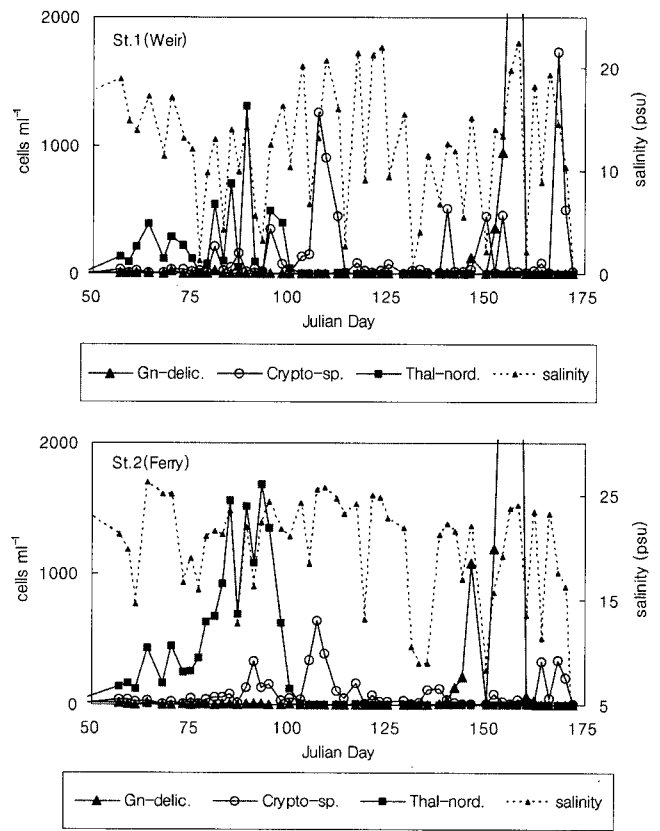 2000
St.1(Weir)
20
cells ml⁻¹
1000
10
salinity (psu)
0
0
50 75 100 125 150 175
Julian Day
Gn-delic. Crypto-sp. Thal-nord. salinity
2000
St.2(Ferry)
25
cells ml⁻¹
1000
15
salinity (psu)
0
5
50 75 100 125 150 175
Julian Day
Gn-delic. Crypto-sp. Thal-nord. salinity